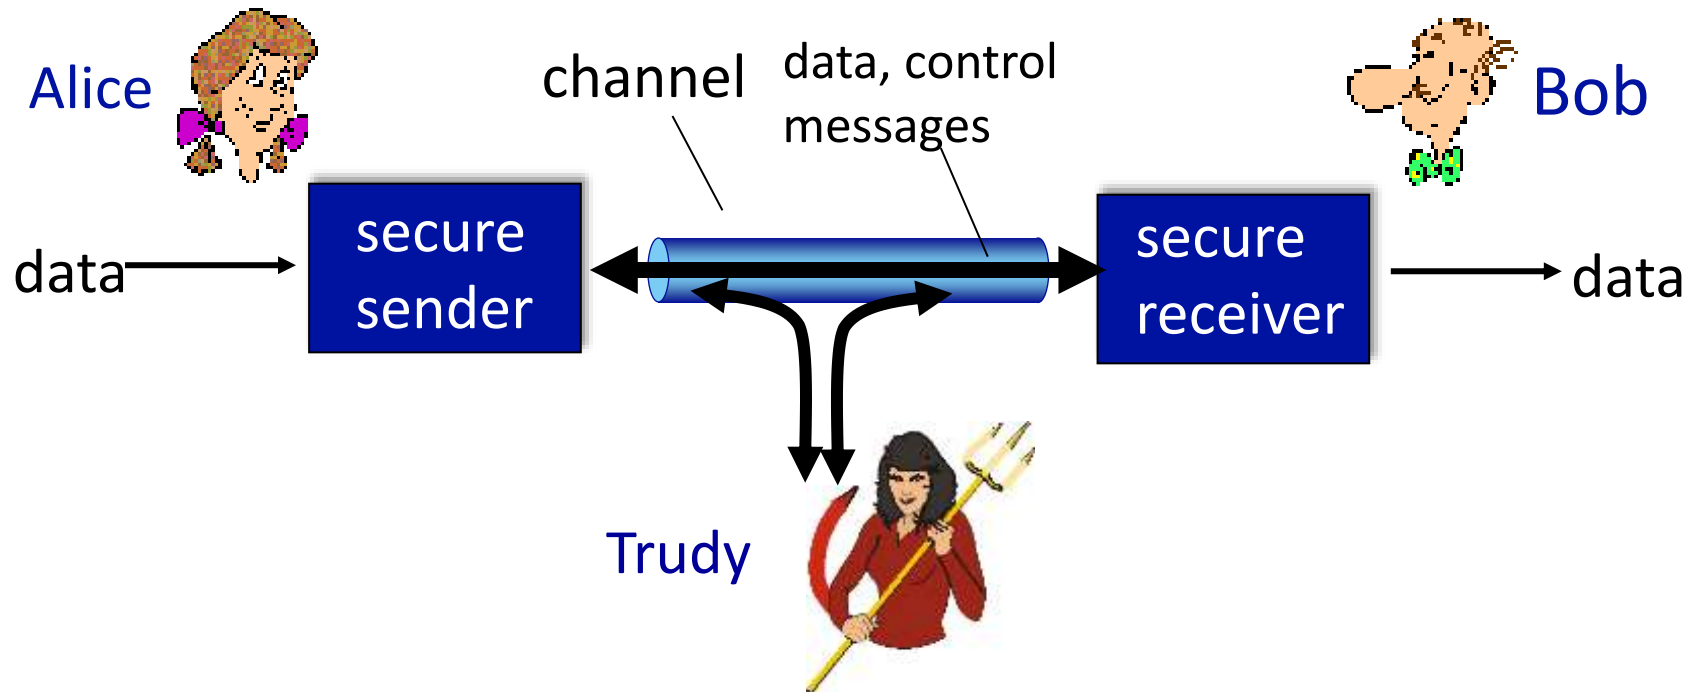 Alice
channel
data, control
messages
Bob
data
secure
sender
secure
receiver
data
Trudy